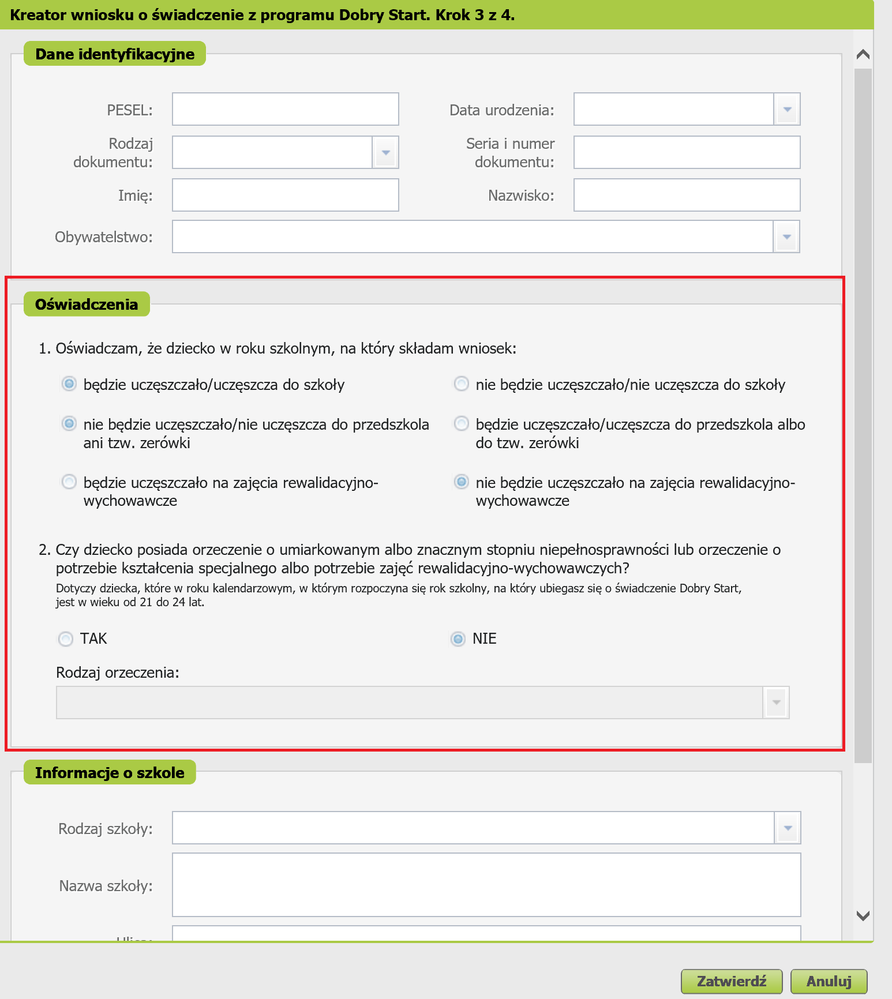 Kreator wniosku o świadczenie z programu Dobry Start. Krok 3 z 4.
Dane identyfikacyjne
PESEL:
Data urodzenia:
Rodzaj
dokumentu:
Seria i numer
dokumentu:
Imię:
Nazwisko:
Obywatelstwo:
Oświadczenia
1. Oświadczam, że dziecko w roku szkolnym, na który składam wniosek:
będzie uczęszczało/uczęszcza do szkoły
nie będzie uczęszczało/nie uczęszcza do szkoły
nie będzie uczęszczało/nie uczęszcza do przedszkola
ani tzw. zerówki
będzie uczęszczało/uczęszcza do przedszkola albo
do tzw. zerówki
będzie uczęszczało na zajęcia rewalidacyjno-
wychowawcze
nie będzie uczęszczało na zajęcia rewalidacyjno-
wychowawcze
2. Czy dziecko posiada orzeczenie o umiarkowanym albo znacznym stopniu niepełnosprawności lub orzeczenie o
potrzebie kształcenia specjalnego albo potrzebie zajęć rewalidacyjno-wychowawczych?
Dotyczy dziecka, które w roku kalendarzowym, w którym rozpoczyna się rok szkolny, na który ubiegasz się o świadczenie Dobry Start,
jest w wieku od 21 do 24 lat.
TAK
NIE
Rodzaj orzeczenia:
Informacje o szkole
Rodzaj szkoły:
Nazwa szkoły:
Zatwierdź
Anuluj